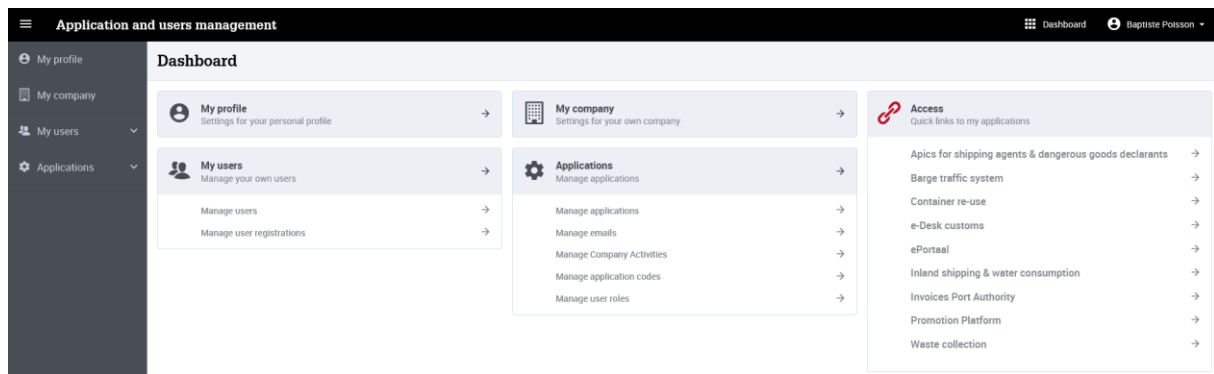 Application and users management
Dashboard
Baptiste Poisson
My profile
My company
My users
Applications
Dashboard
My profile
Settings for your personal profile
My users
Manage your own users
Manage users
Manage user registrations
My company
Settings for your own company
Applications
Manage applications
Manage applications
Manage emails
Manage Company Activities
Manage application codes
Manage user roles
Access
Quick links to my applications
Apics for shipping agents & dangerous goods declarants
Barge traffic system
Container re-use
e-Desk customs
ePortaal
Inland shipping & water consumption
Invoices Port Authority
Promotion Platform
Waste collection